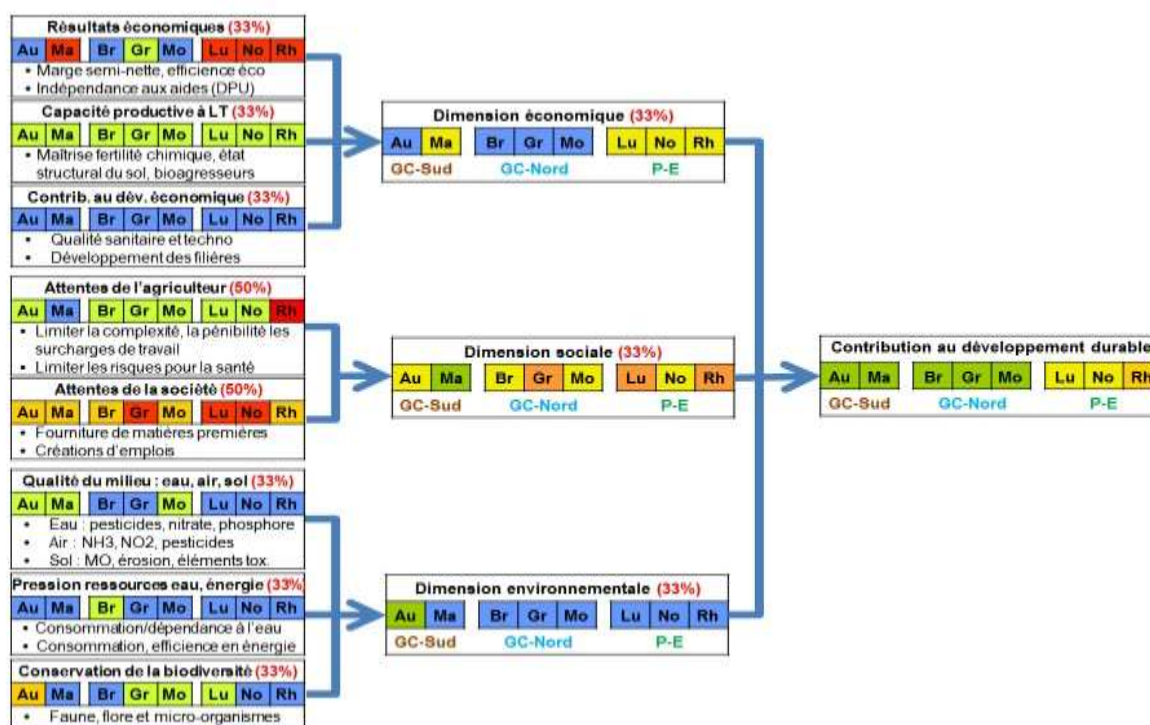 Résultats économiques (33%)
Au Ma Br Gr Mo Lu No Rh
• Marge semi-nette, efficience éco
• Indépendance aux aides (DPU)
Capacité productive à LT (33%)
Au Ma Br Gr Mo Lu No Rh
• Maîtrise fertilité chimique, état
structural du sol, bioagresseurs
Contrib. au dév. économique (33%)
Au Ma Br Gr Mo Lu No Rh
• Qualité sanitaire et techno
• Développement des filières
Dimension économique (33%)
Au Ma Br Gr Mo Lu No Rh
GC-Sud GC-Nord P-E
Attentes de l'agriculteur (50%)
Au Ma Br Gr Mo Lu No Rh
• Limiter la complexité, la pénibilité les
surcharges de travail
• Limiter les risques pour la santé
Attentes de la société (50%)
Au Ma Br Gr Mo Lu No Rh
• Fourniture de matières premières
• Créations d'emplois
Dimension sociale (33%)
Au Ma Br Gr Mo Lu No Rh
GC-Sud GC-Nord P-E
Contribution au développement durable
Au Ma Br Gr Mo Lu No Rh
GC-Sud GC-Nord P-E
Qualité du milieu : eau, air, sol (33%)
Au Ma Br Gr Mo Lu No Rh
• Eau : pesticides, nitrate, phosphore
• Air : NH3, NO2, pesticides
• Sol : MO, érosion, éléments tox.
Pression ressources eau, énergie (33%)
Au Ma Br Gr Mo Lu No Rh
• Consommation/dépendance à l'eau
• Consommation, efficience en énergie
Conservation de la biodiversité (33%)
Au Ma Br Gr Mo Lu No Rh
• Faune, flore et micro-organismes
Dimension environnementale (33%)
Au Ma Br Gr Mo Lu No Rh
GC-Sud GC-Nord P-E